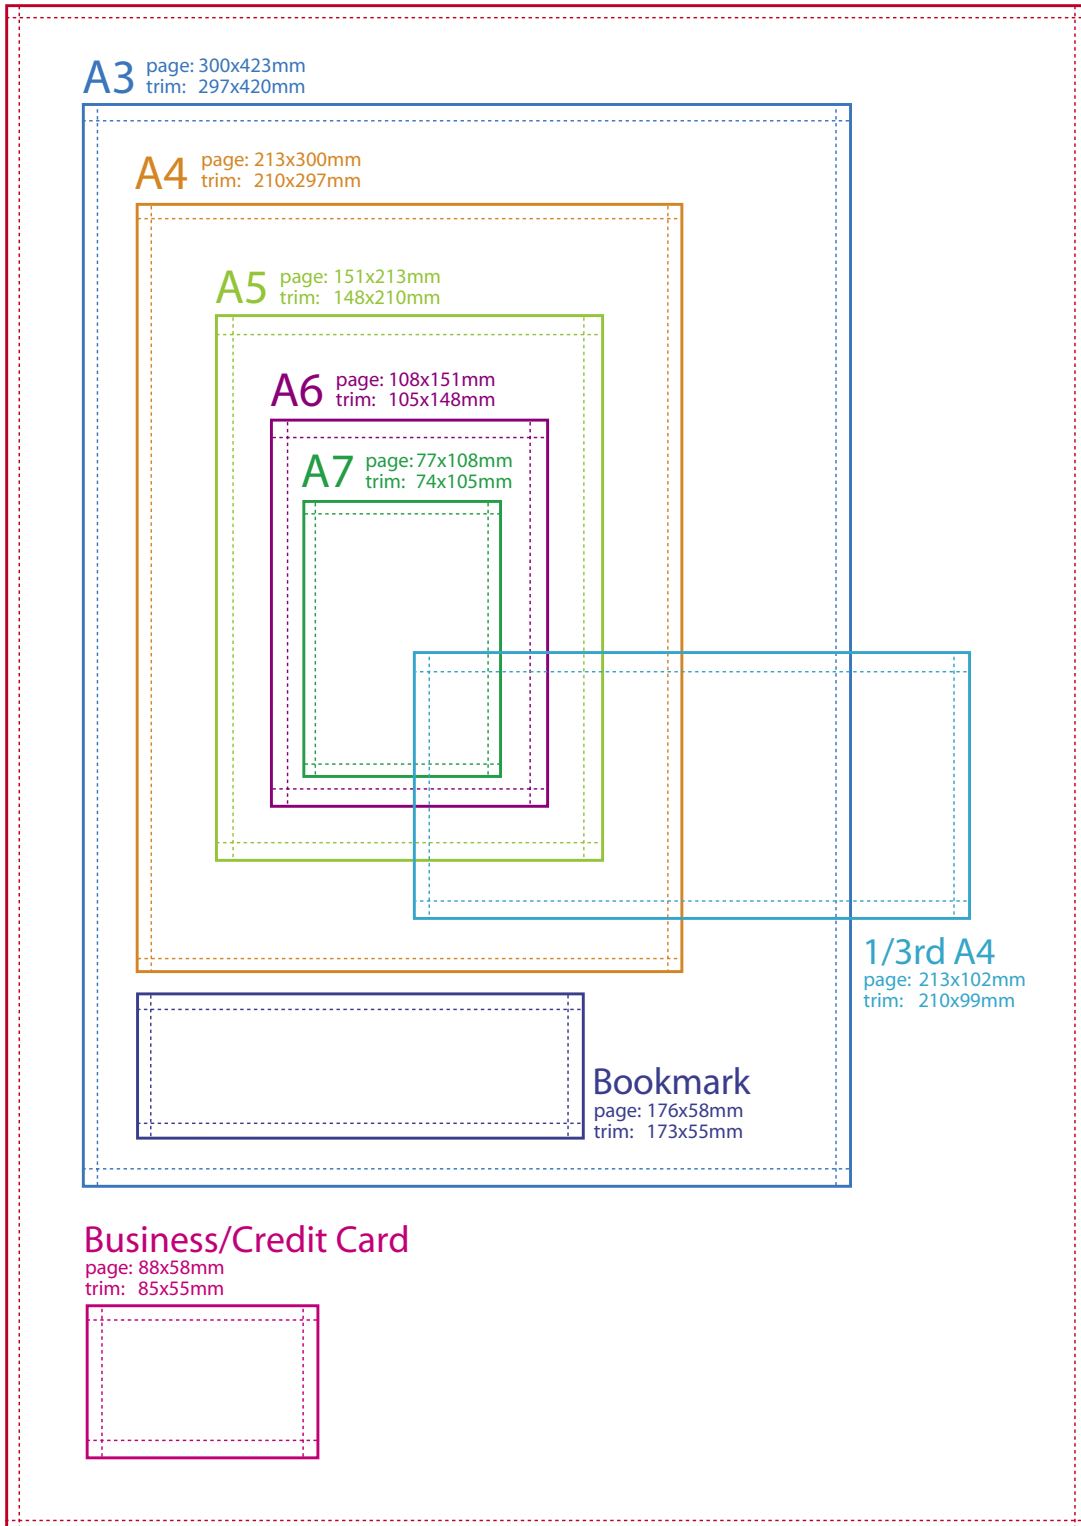 A3
page: 300x423mm
trim: 297x420mm
A4
page: 213x300mm
trim: 210x297mm
A5
page: 151x213mm
trim: 148x210mm
A6
page: 108x151mm
trim: 105x148mm
A7
page: 77x108mm
trim: 74x105mm
1/3rd A4
page: 213x102mm
trim: 210x99mm
Bookmark
page: 176x58mm
trim: 173x55mm
Business/Credit Card
page: 88x58mm
trim: 85x55mm